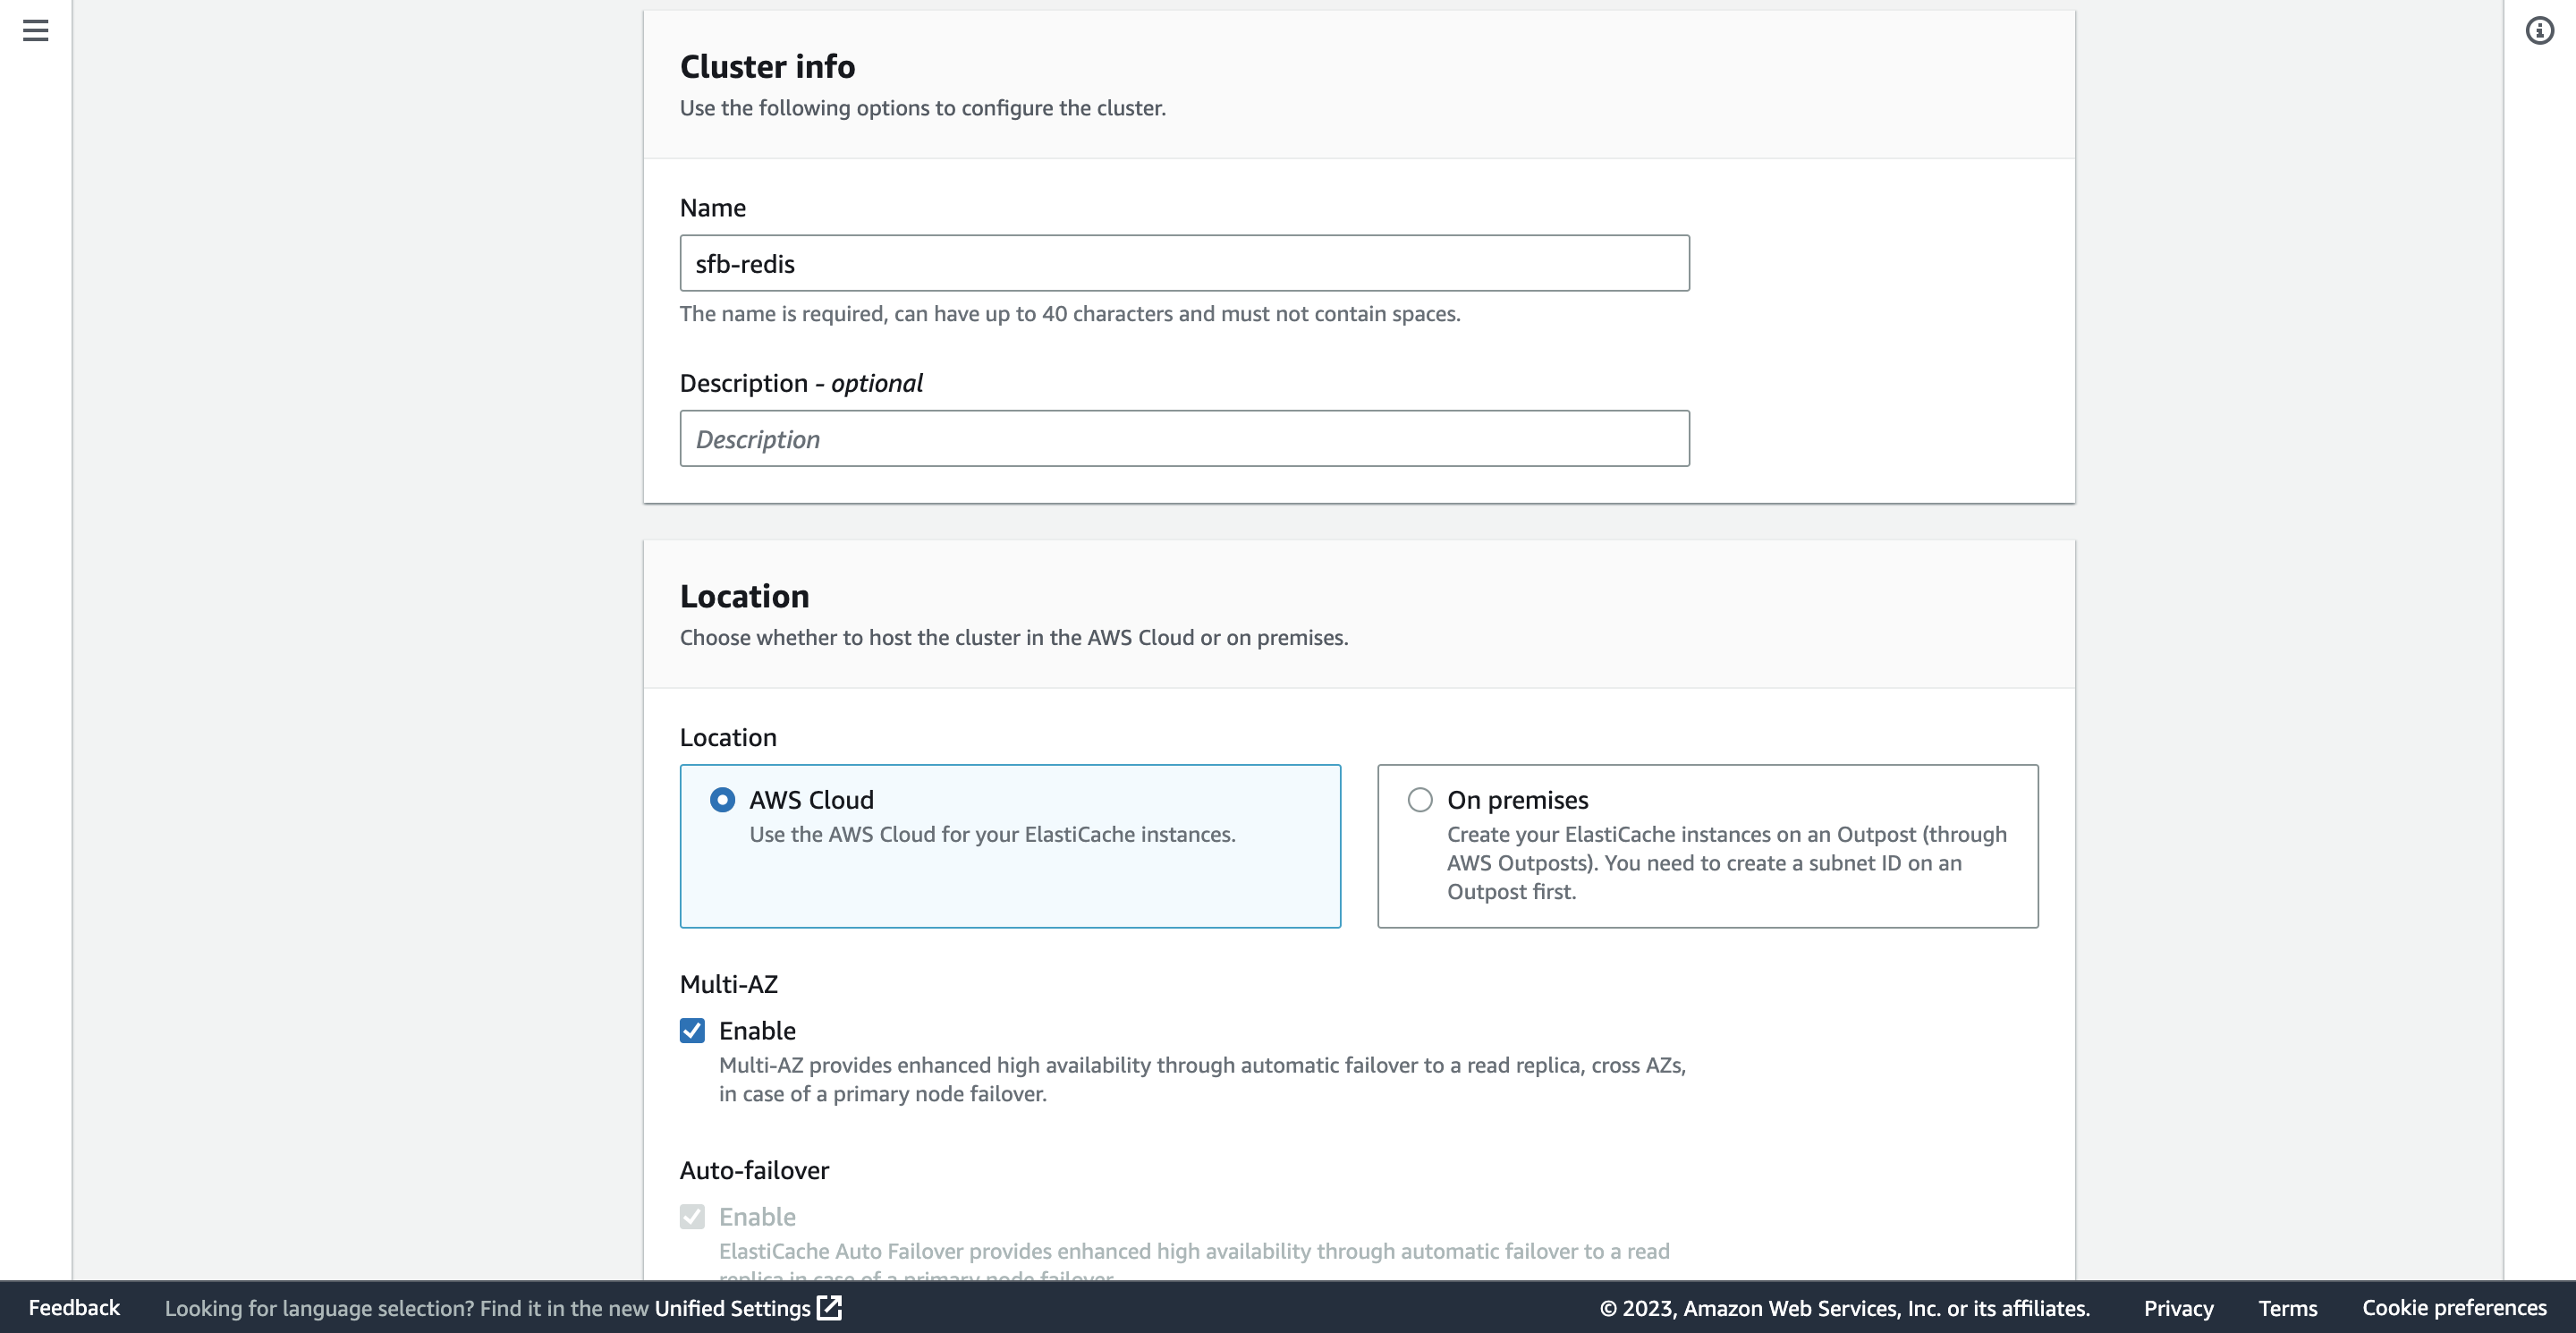 Cluster info
Use the following options to configure the cluster.
Name
sfb-redis
The name is required, can have up to 40 characters and must not contain spaces.
Description - optional
Description
Location
Choose whether to host the cluster in the AWS Cloud or on premises.
Location
AWS Cloud
Use the AWS Cloud for your ElastiCache instances.
On premises
Create your ElastiCache instances on an Outpost (through
AWS Outposts). You need to create a subnet ID on an
Outpost first.
Multi-AZ
Enable
Multi-AZ provides enhanced high availability through automatic failover to a read replica, cross AZs,
in case of a primary node failover.
Auto-failover
Enable
ElastiCache Auto Failover provides enhanced high availability through automatic failover to a read
replica in case of a primary node failover.
Feedback
Looking for language selection? Find it in the new Unified Settings
© 2023, Amazon Web Services, Inc. or its affiliates.
Privacy
Terms
Cookie preferences